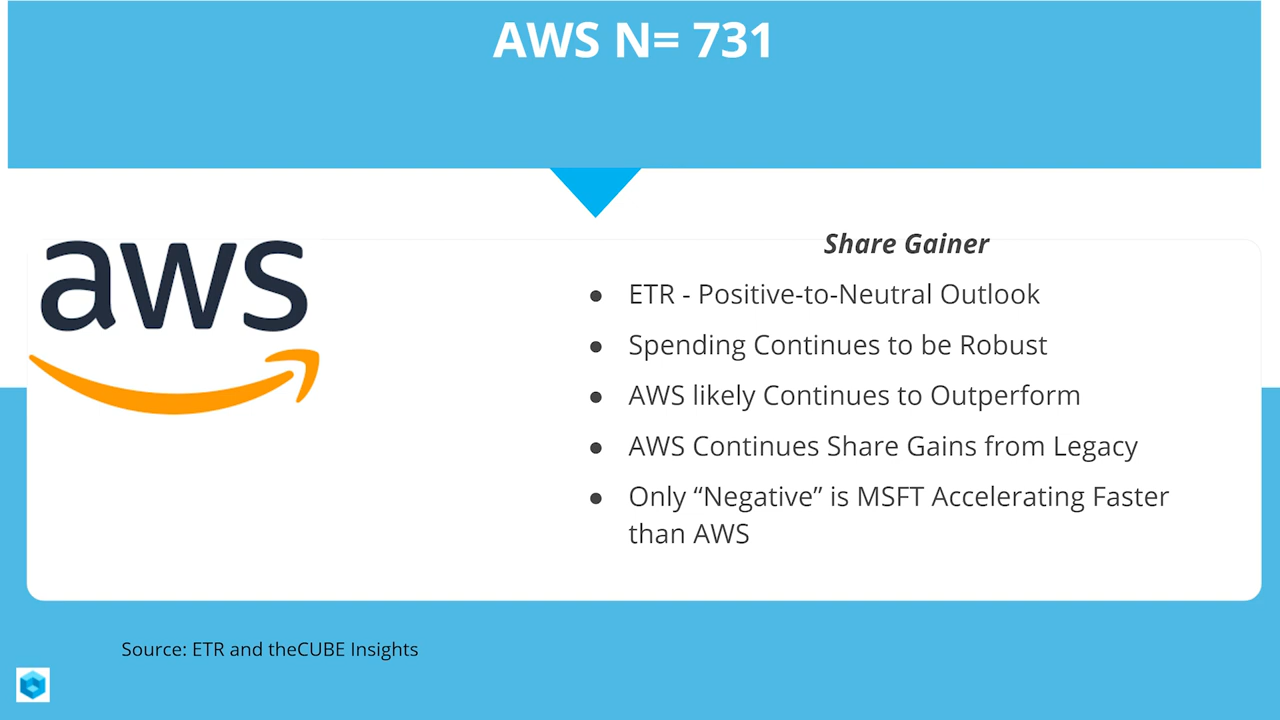 AWS N= 731
aws
Share Gainer
● ETR - Positive-to-Neutral Outlook
● Spending Continues to be Robust
● AWS likely Continues to Outperform
● AWS Continues Share Gains from Legacy
● Only “Negative” is MSFT Accelerating Faster
than AWS
Source: ETR and theCUBE Insights